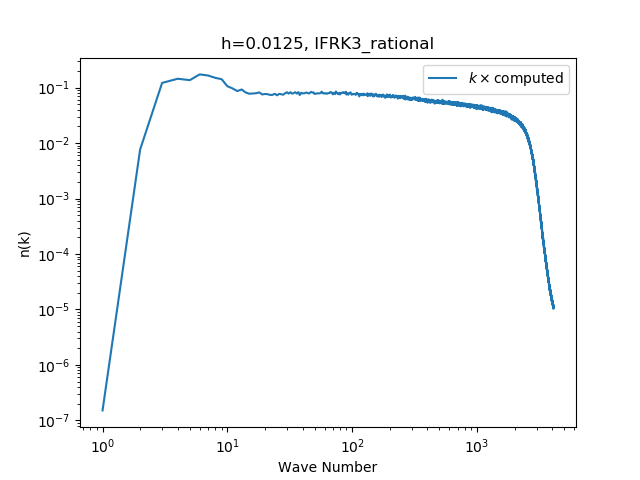 h=0.0125, IFRK3_rational
k × computed
n(k)
10⁻¹
10⁻²
10⁻³
10⁻⁴
10⁻⁵
10⁻⁶
10⁻⁷
10⁰
10¹
10²
10³
Wave Number